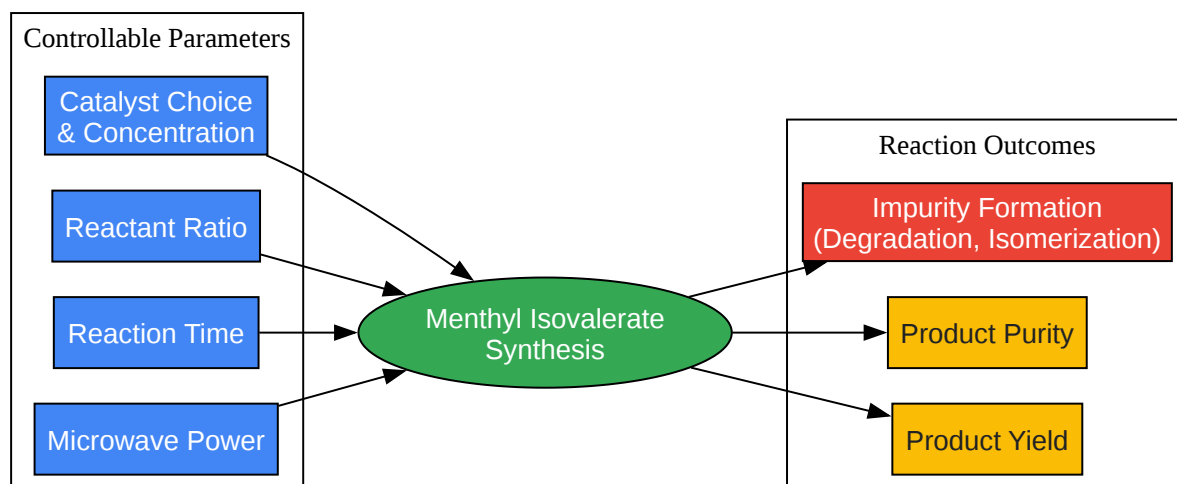 Controllable Parameters
Catalyst Choice
& Concentration
Reactant Ratio
Reaction Time
Microwave Power
Menthyl Isovalerate
Synthesis
Reaction Outcomes
Impurity Formation
(Degradation, Isomerization)
Product Purity
Product Yield